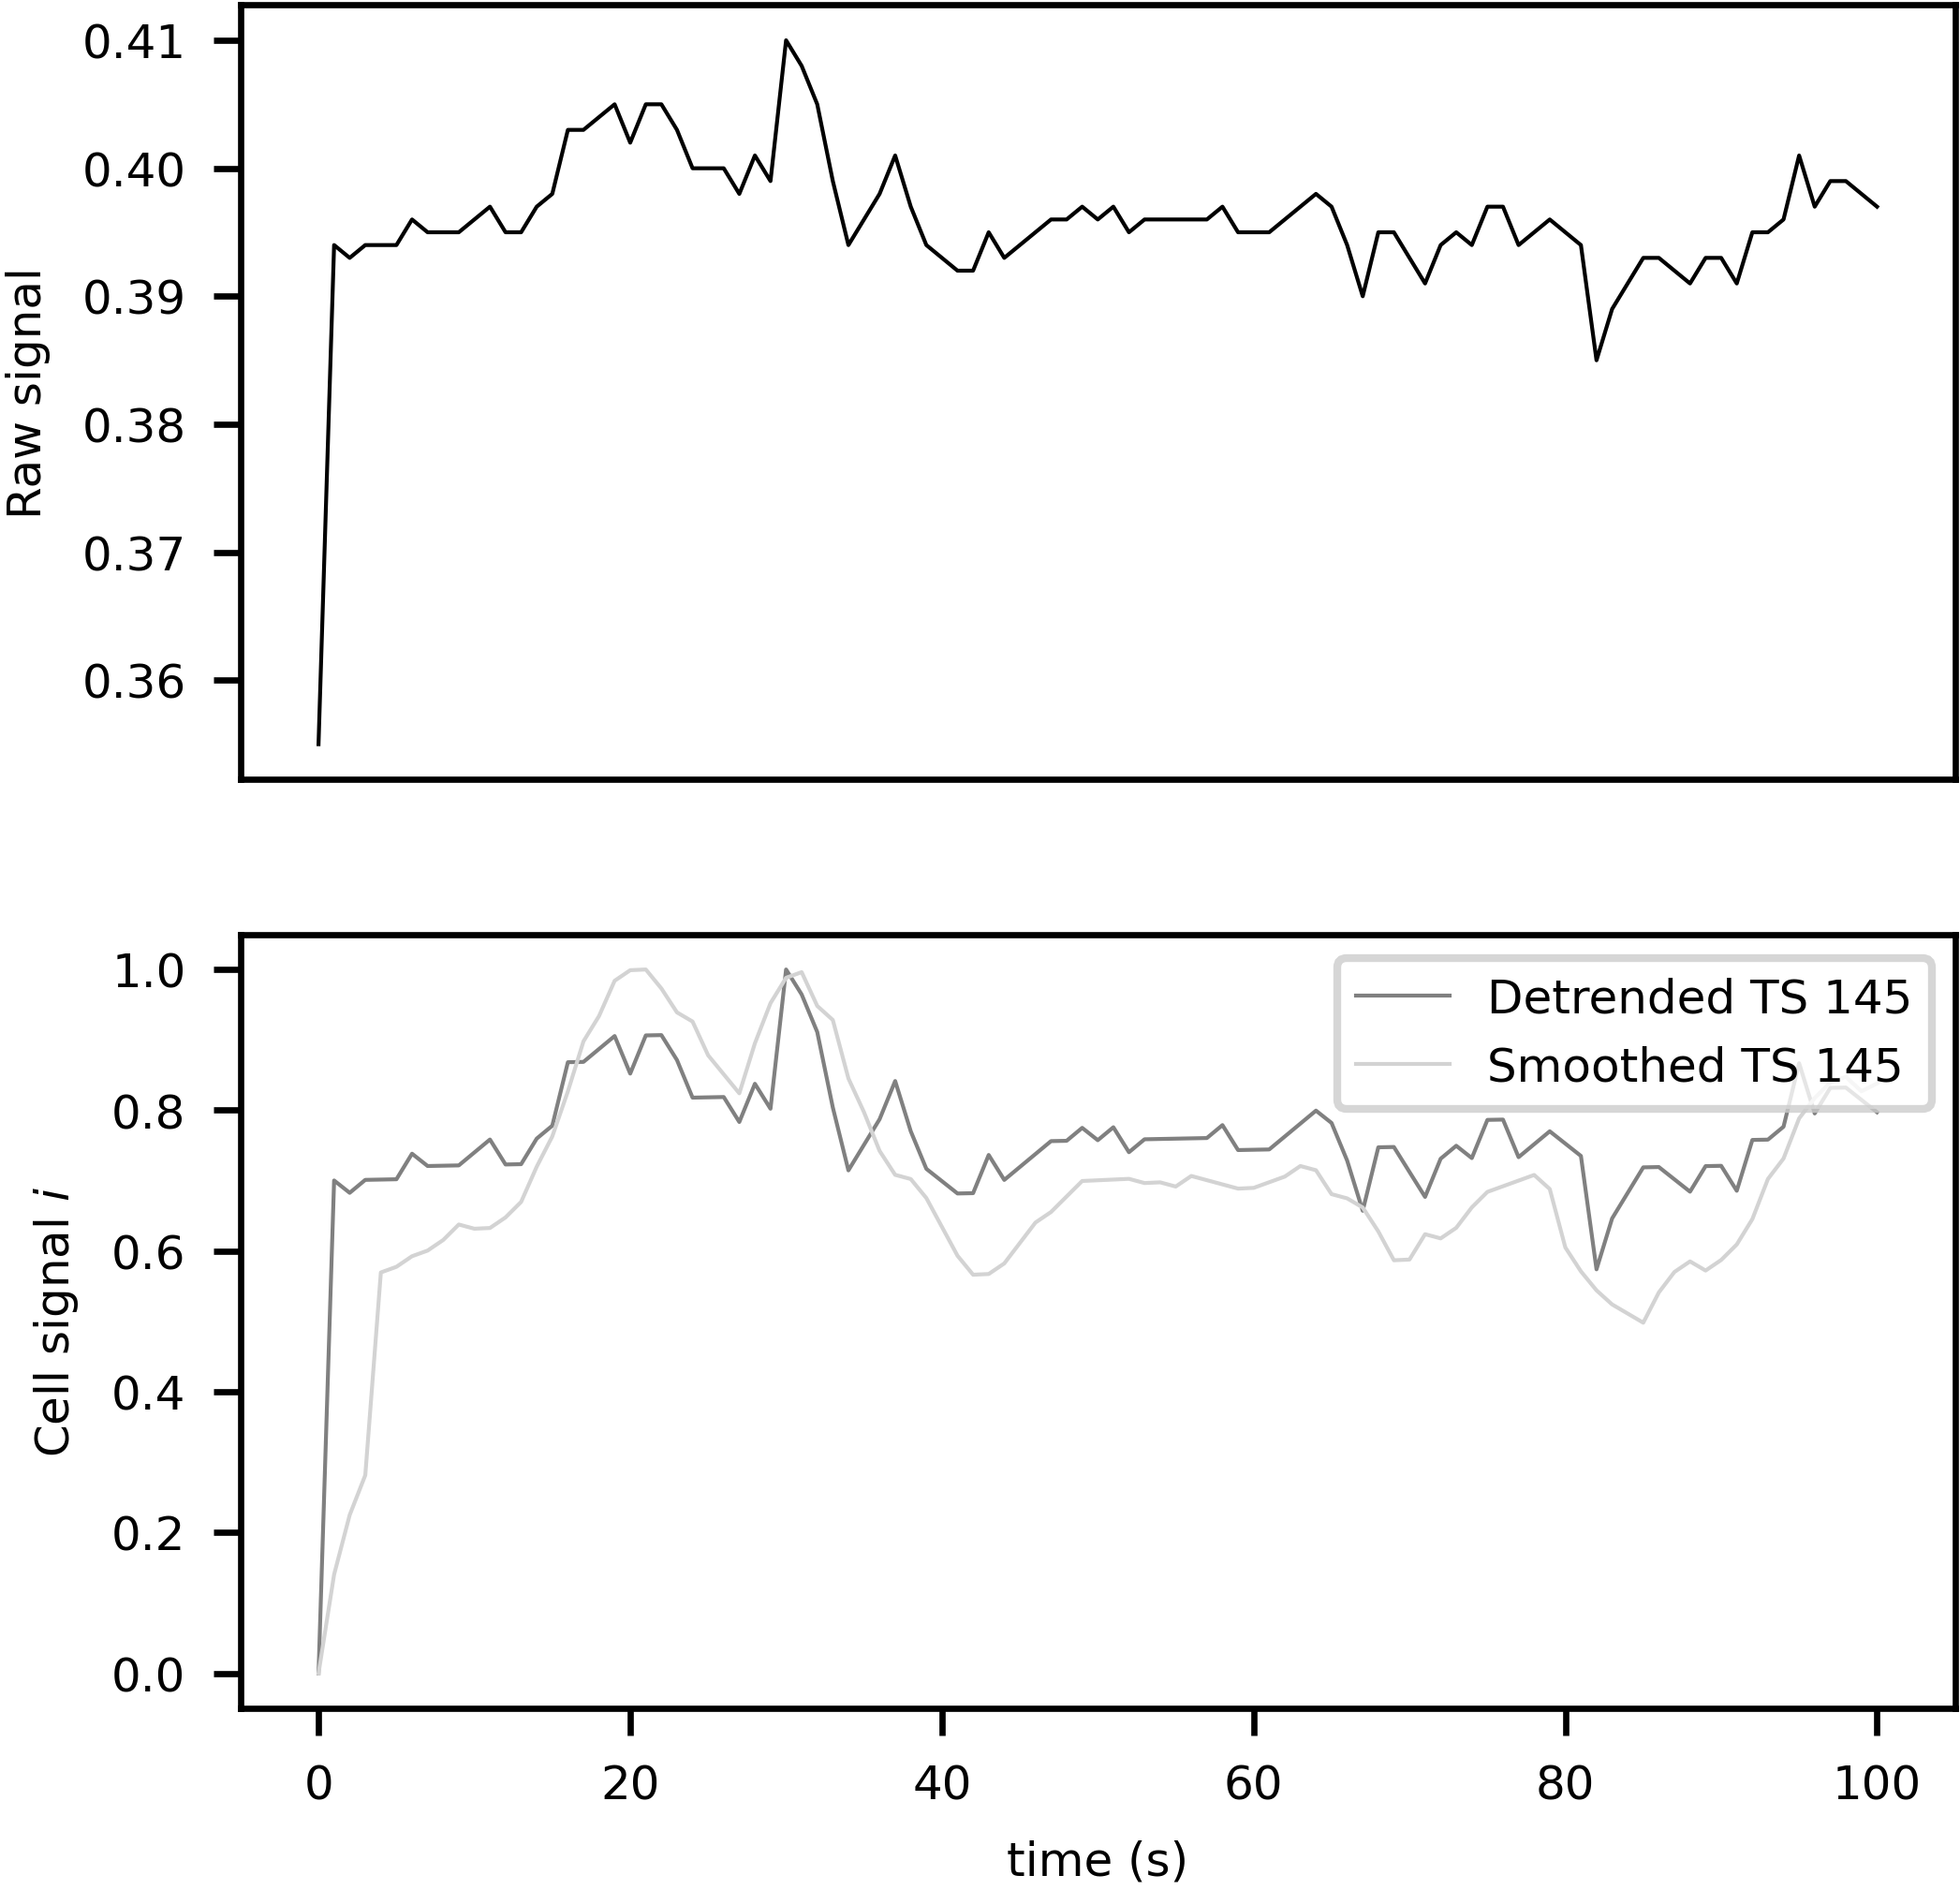 0.41
0.40
0.39
0.38
0.37
0.36
Raw signal
1.0
0.8
0.6
0.4
0.2
0.0
Cell signal i
Detrended TS 145
Smoothed TS 145
0 20 40 60 80 100
time (s)